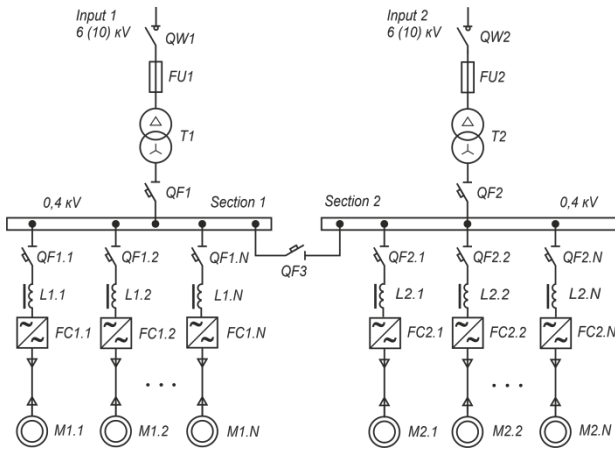 Input 1
6 (10) кV
QW1
FU1
T1
QF1
Input 2
6 (10) кV
QW2
FU2
T2
QF2
0,4 кV
Section 1
Section 2
0,4 кV
QF3
QF1.1
QF1.2
QF1.N
QF2.1
QF2.2
QF2.N
L1.1
L1.2
L1.N
L2.1
L2.2
L2.N
FC1.1
FC1.2
FC1.N
FC2.1
FC2.2
FC2.N
. . .
. . .
M1.1
M1.2
M1.N
M2.1
M2.2
M2.N